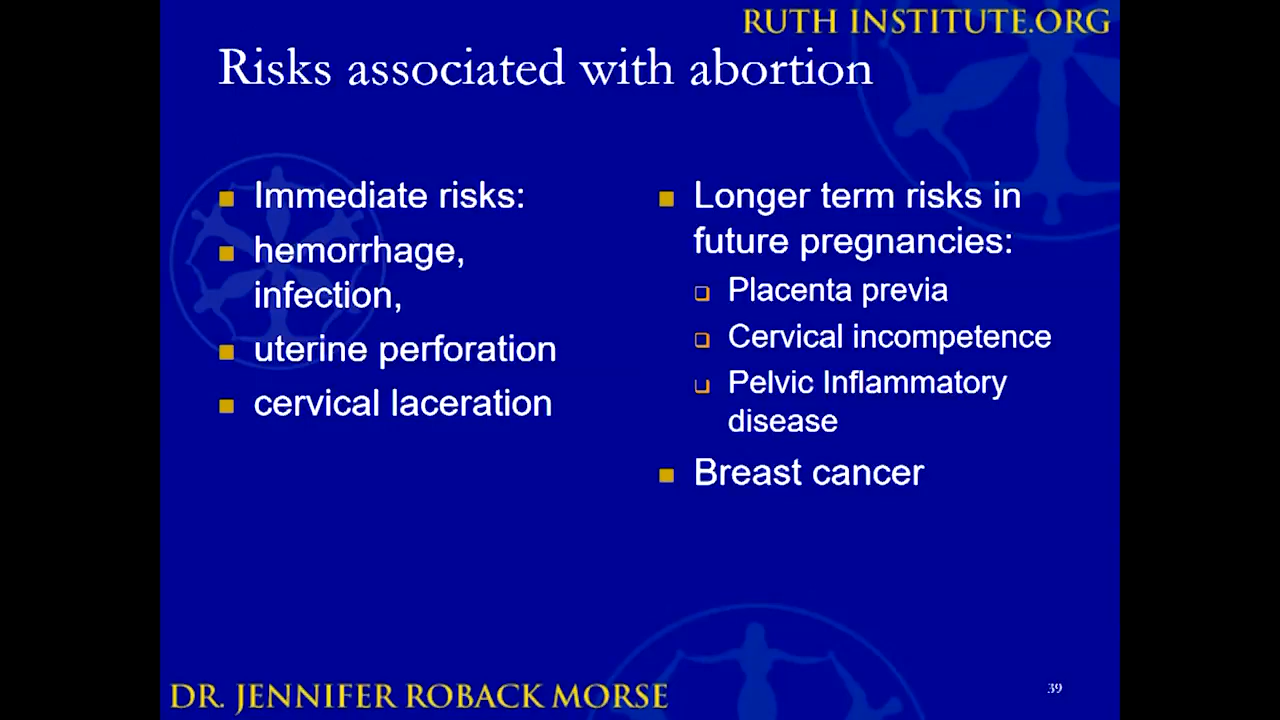 RUTH INSTITUTE.ORG
Risks associated with abortion
Immediate risks:
hemorrhage,
infection,
uterine perforation
cervical laceration
Longer term risks in
future pregnancies:
Placenta previa
Cervical incompetence
Pelvic Inflammatory
disease
Breast cancer
DR. JENNIFER ROBACK MORSE
39